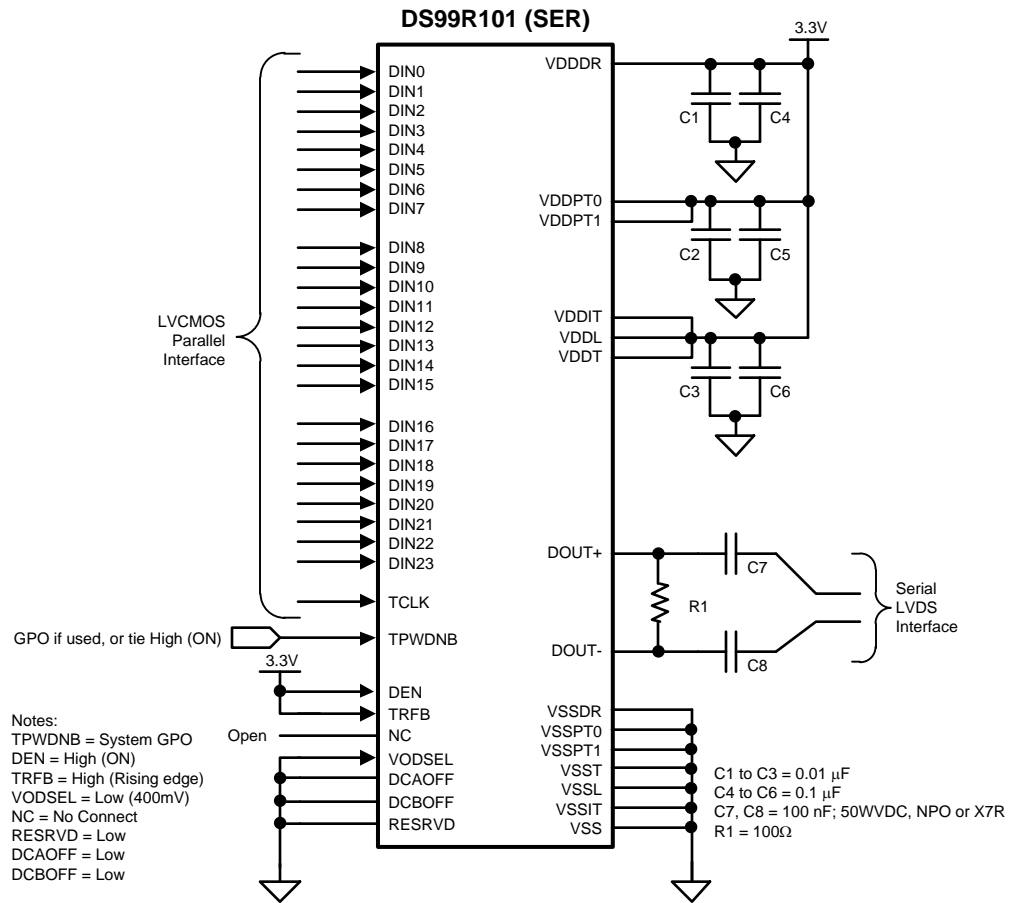 DS99R101 (SER)
3.3V
DIN0
DIN1
DIN2
DIN3
DIN4
DIN5
DIN6
DIN7
DIN8
DIN9
DIN10
DIN11
DIN12
DIN13
DIN14
DIN15
DIN16
DIN17
DIN18
DIN19
DIN20
DIN21
DIN22
DIN23
TCLK
TPWDNB
DEN
TRFB
NC
VODSEL
DCAOFF
DCBOFF
RESRVD
LVCMOS
Parallel
Interface
GPO if used, or tie High (ON)
3.3V
Open
Notes:
TPWDNB = System GPO
DEN = High (ON)
TRFB = High (Rising edge)
VODSEL = Low (400mV)
NC = No Connect
RESRVD = Low
DCAOFF = Low
DCBOFF = Low
VDDDR
C1
C4
VDDPT0
VDDPT1
C2
C5
VDDIT
VDDL
VDDT
C3
C6
DOUT+
C7
R1
DOUT-
C8
Serial
LVDS
Interface
VSSDR
VSSPT0
VSSPT1
VSST
VSSL
VSSIT
VSS
C1 to C3 = 0.01 μF
C4 to C6 = 0.1 μF
C7, C8 = 100 nF; 50WVDC, NPO or X7R
R1 = 100Ω